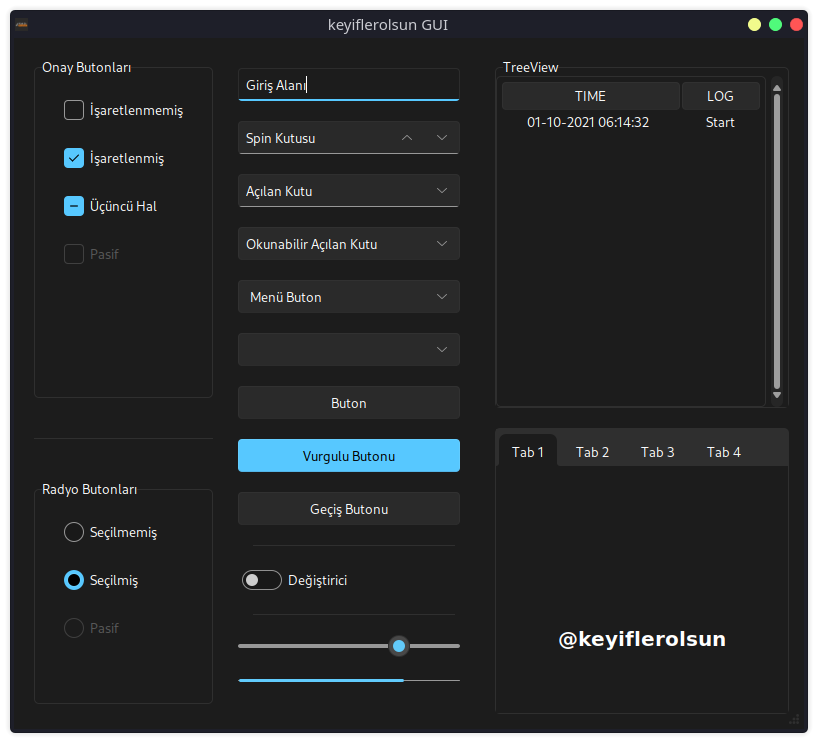 keyiflerolsun GUI
Onay Butonları
İşaretlenmemiş
İşaretlenmiş
Üçüncü Hal
Pasif
Radyo Butonları
Seçilmemiş
Seçilmiş
Pasif
Giriş Alanı
Spin Kutusu
Açılan Kutu
Okunabilir Açılan Kutu
Menü Buton
Buton
Vurgulu Butonu
Geçiş Butonu
Değiştirici
TreeView
TIME LOG
01-10-2021 06:14:32 Start
Tab 1 Tab 2 Tab 3 Tab 4
@keyiflerolsun